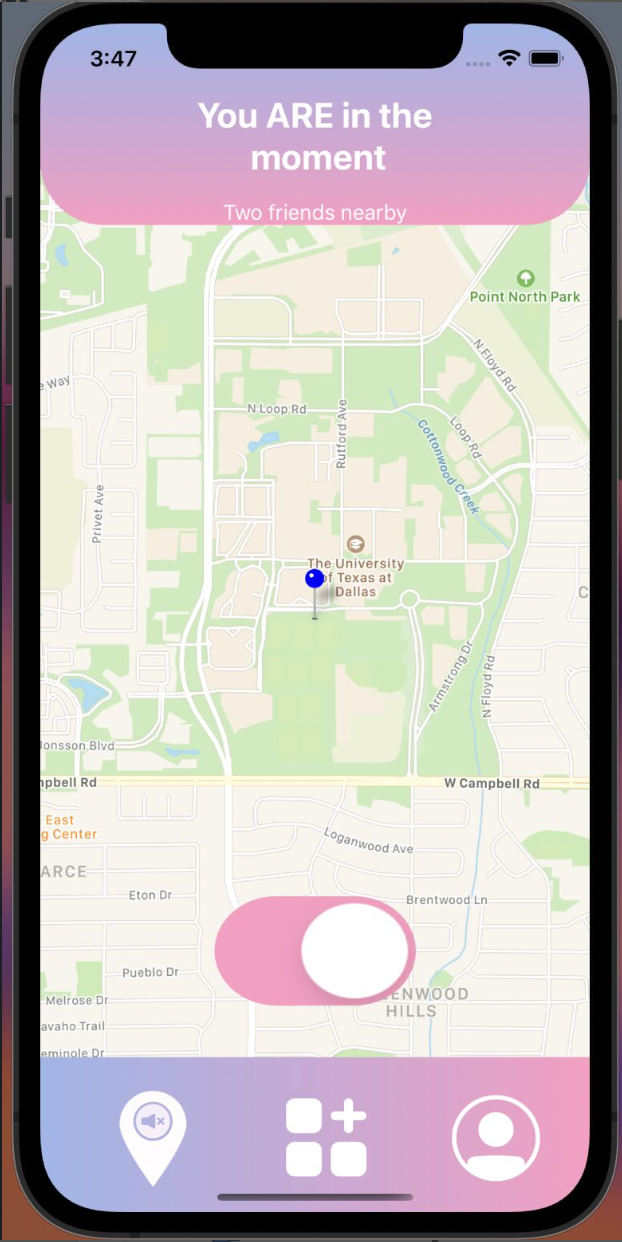 3:47
You ARE in the
moment
Two friends nearby
Point North Park
N Floyd Rd
e Way
N Loop Rd
Rutford Ave
Loop Rd
Cottonwood Creek
Privet Ave
The University
of Texas at
Dallas
C
Armstrong Dr
N Floyd Rd
Jonsson Blvd
mpbell Rd
W Campbell Rd
East
g Center
Loganwood Ave
ARCE
Eton Dr
Brentwood Ln
Pueblo Dr
ENWOOD
HILLS
Melrose Dr
avaho Trail
eminole Dr